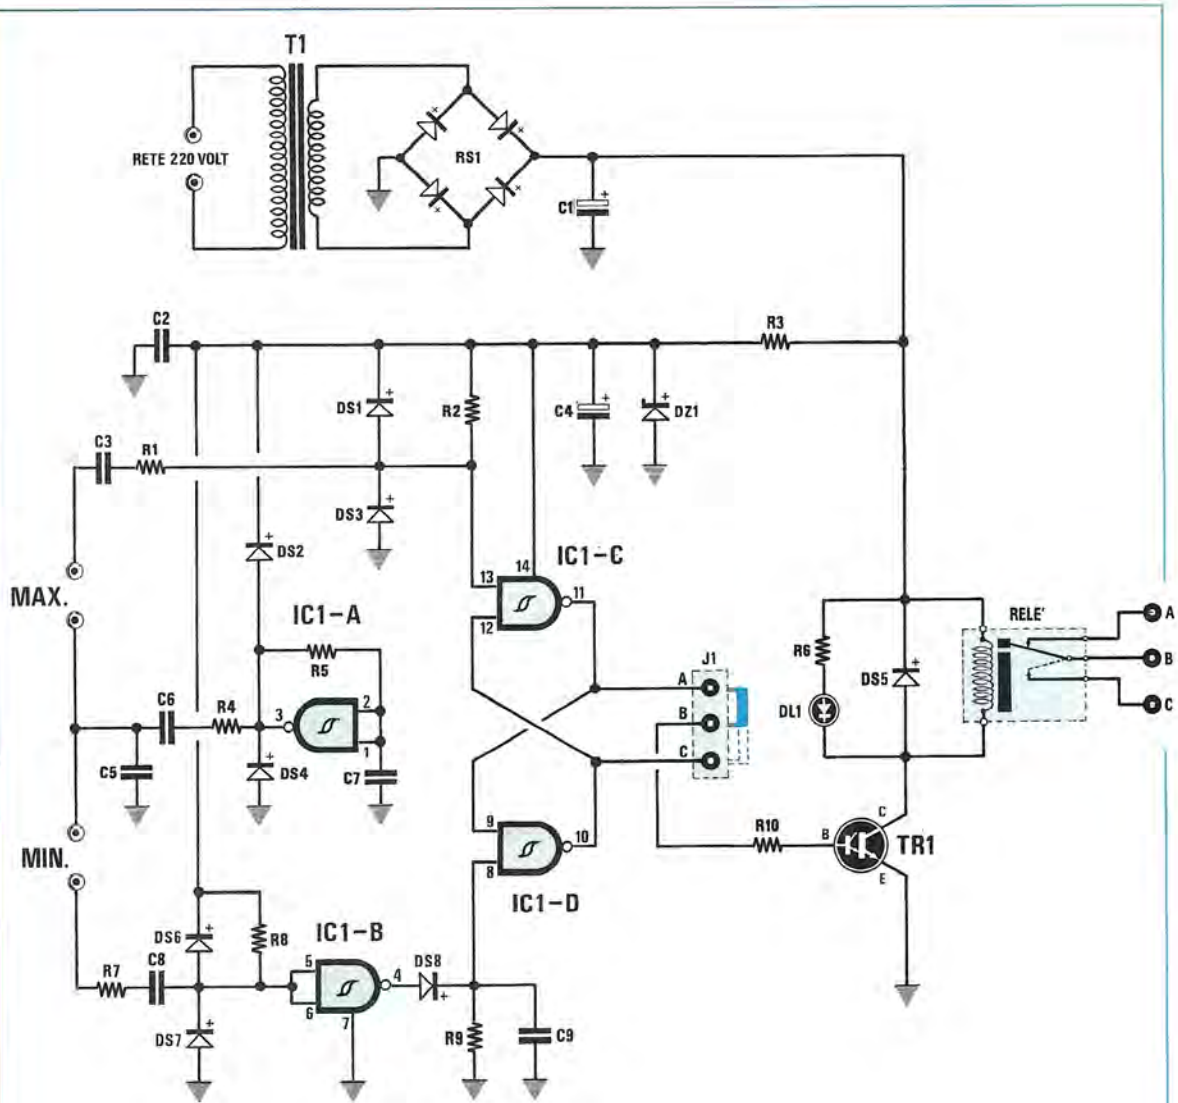 T1
RETE 220 VOLT
RS1
+
C1
C2
R3
DS1
+
R2
C4
+
DZ1
+
C3
R1
DS3
+
DS2
+
MAX.
IC1-C
13
14
12
11
IC1-A
R5
C6
R4
3
2
1
DS4
+
C5
C7
J1
A
B
C
R6
DS5
+
DL1
RELE'
A
B
C
MIN.
9
8
10
IC1-D
R10
B
C
E
TR1
DS6
+
R8
IC1-B
R7
C8
5
6
7
4
DS8
+
DS7
+
R9
C9